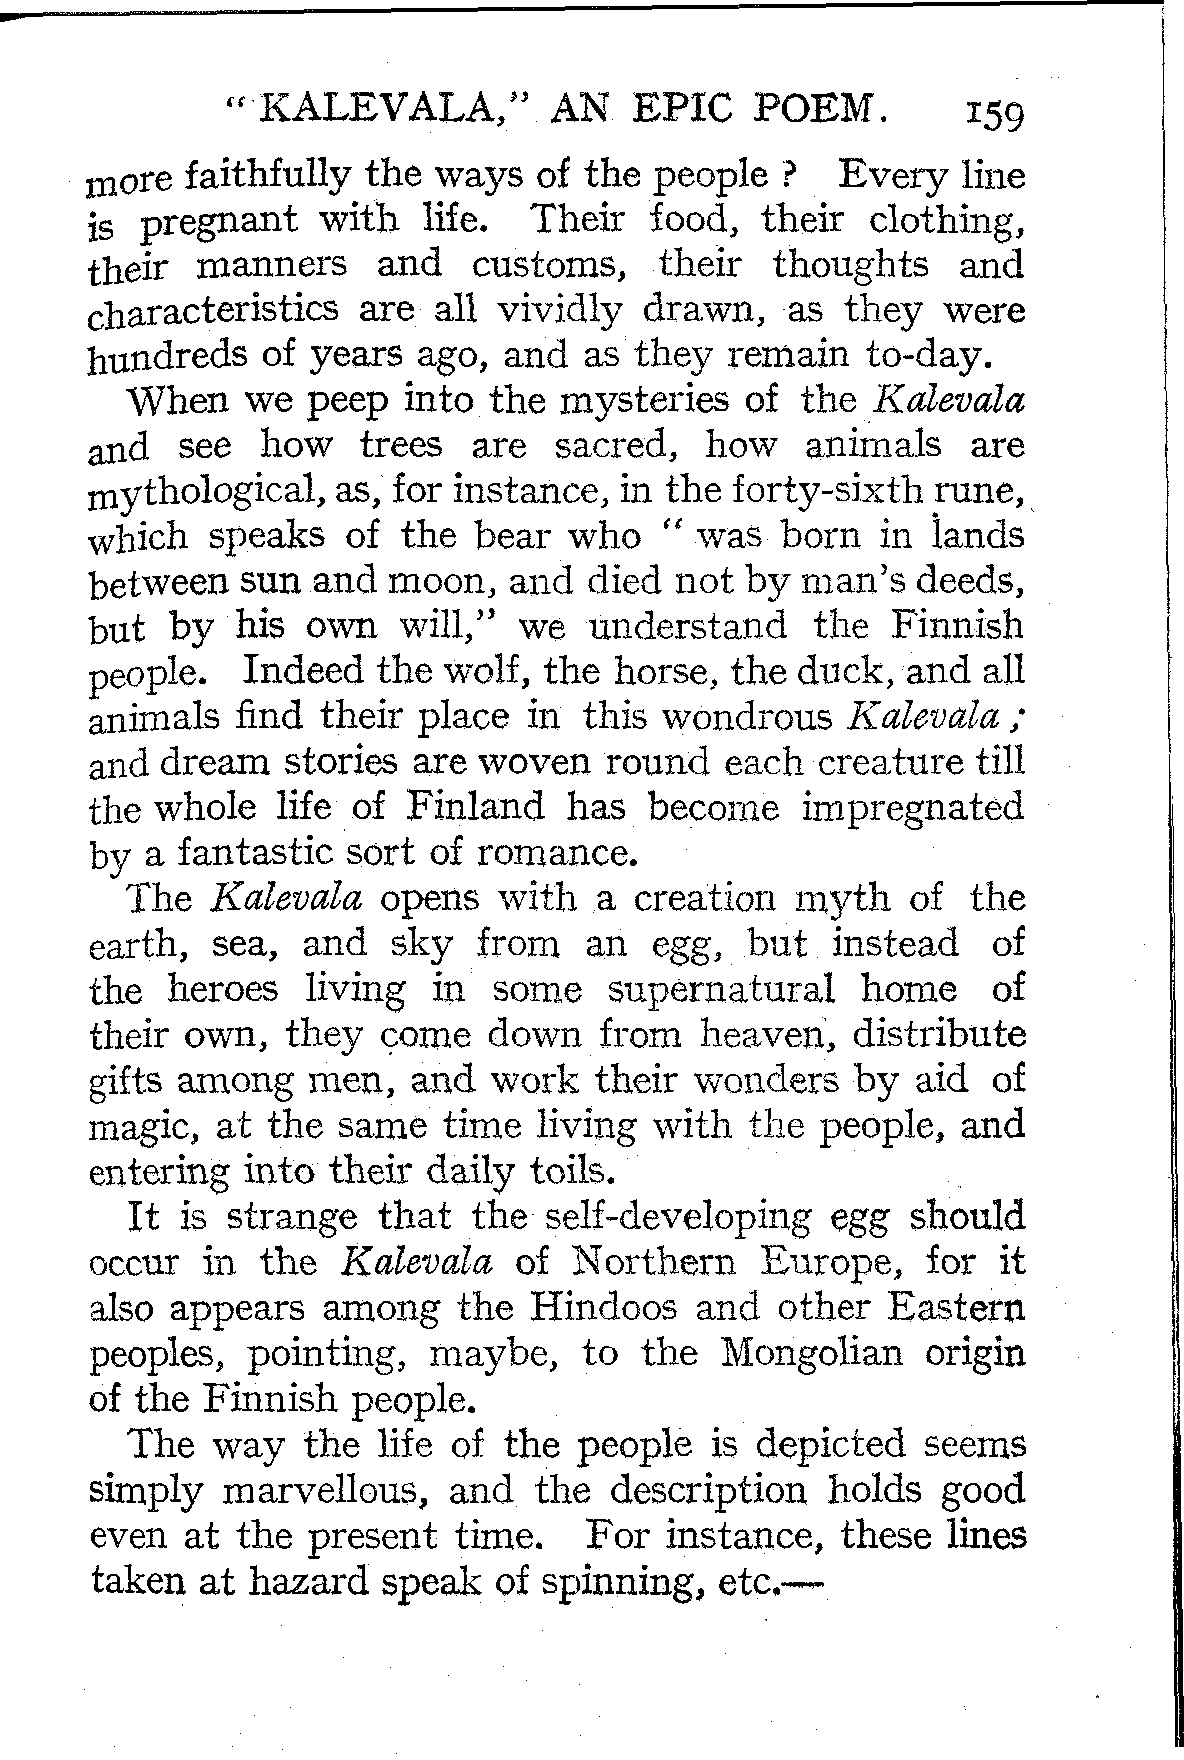 "KALEVALA," AN EPIC POEM. 159
more faithfully the ways of the people ? Every line
is pregnant with life. Their food, their clothing,
their manners and customs, their thoughts and
characteristics are all vividly drawn, as they were
hundreds of years ago, and as they remain to-day.
When we peep into the mysteries of the Kalevala
and see how trees are sacred, how animals are
mythological, as, for instance, in the forty-sixth rune,
which speaks of the bear who " was born in lands
between sun and moon, and died not by man's deeds,
but by his own will," we understand the Finnish
people. Indeed the wolf, the horse, the duck, and all
animals find their place in this wondrous Kalevala ;
and dream stories are woven round each creature till
the whole life of Finland has become impregnated
by a fantastic sort of romance.
The Kalevala opens with a creation myth of the
earth, sea, and sky from an egg, but instead of
the heroes living in some supernatural home of
their own, they come down from heaven, distribute
gifts among men, and work their wonders by aid of
magic, at the same time living with the people, and
entering into their daily toils.
It is strange that the self-developing egg should
occur in the Kalevala of Northern Europe, for it
also appears among the Hindoos and other Eastern
peoples, pointing, maybe, to the Mongolian origin
of the Finnish people.
The way the life of the people is depicted seems
simply marvellous, and the description holds good
even at the present time. For instance, these lines
taken at hazard speak of spinning, etc.—